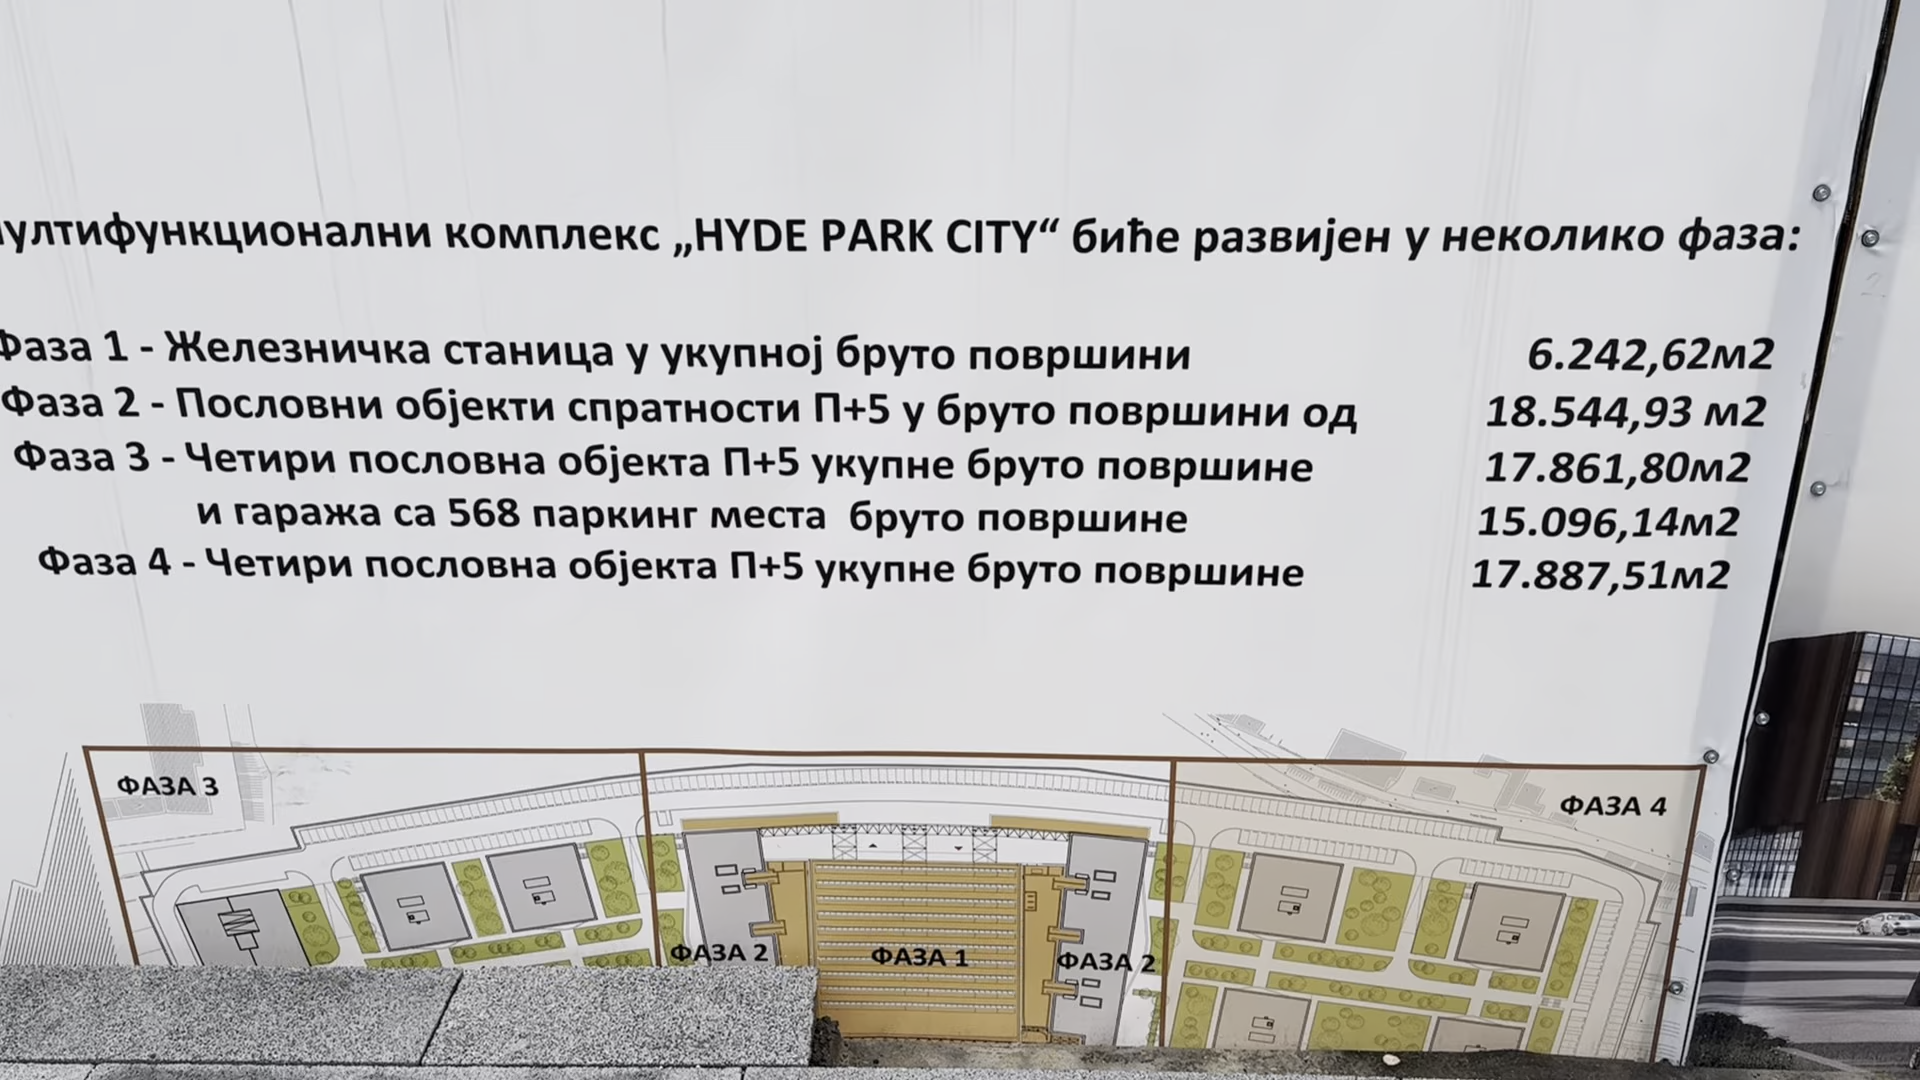 мултифункционални комплекс „HYDE PARK CITY“ биће развијен у неколико фаза:
Фаза 1 - Железничка станица у укупној бруто површини 6.242,62м2
Фаза 2 - Пословни објекти спратности П+5 у бруто површини од 18.544,93 м2
Фаза 3 - Четири пословна објекта П+5 укупне бруто површине 17.861,80м2
и гаража са 568 паркинг места бруто површине 15.096,14м2
Фаза 4 - Четири пословна објекта П+5 укупне бруто површине 17.887,51м2
ФАЗА 3
ФАЗА 4
ФАЗА 2
ФАЗА 1
ФАЗА 2